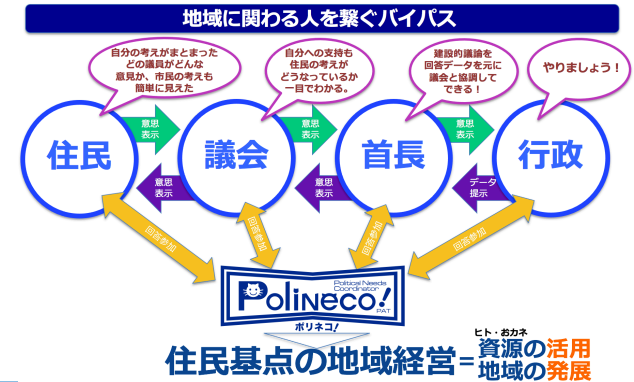 地域に関わる人を繋ぐバイパス
自分の考えがまとまった
どの議員がどんな
意見か、市民の考えも
簡単に見えた
自分への支持も
住民の考えが
どうなっているか
一目でわかる。
建設的議論を
回答データを元に
議会と協調して
できる！
やりましょう！
住民
意思
表示
議会
意思
表示
首長
意思
表示
行政
意思
表示
意思
表示
データ
提示
回答参加
回答参加
回答参加
回答参加
Political Needs
Coordinator
Polineco!
PAT
ポリネコ!
住民基点の地域経営=
ヒト・おカネ
資源の活用
地域の発展